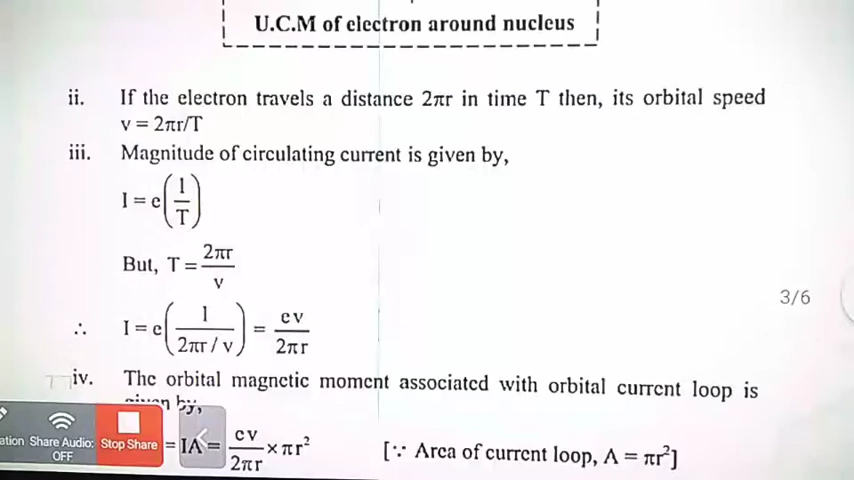 U.C.M of electron around nucleus
ii. If the electron travels a distance 2πr in time T then, its orbital speed
v = 2πr/T
iii. Magnitude of circulating current is given by,
I = e(1/T)
But, T = 2πr/v
3/6
∴ I = e(1/(2πr / v)) = ev/2πr
iv. The orbital magnetic moment associated with orbital current loop is
by,
= IA = ev/2πr × πr² [∵ Area of current loop, A = πr²]
ation Share Audio: OFF
Stop Share